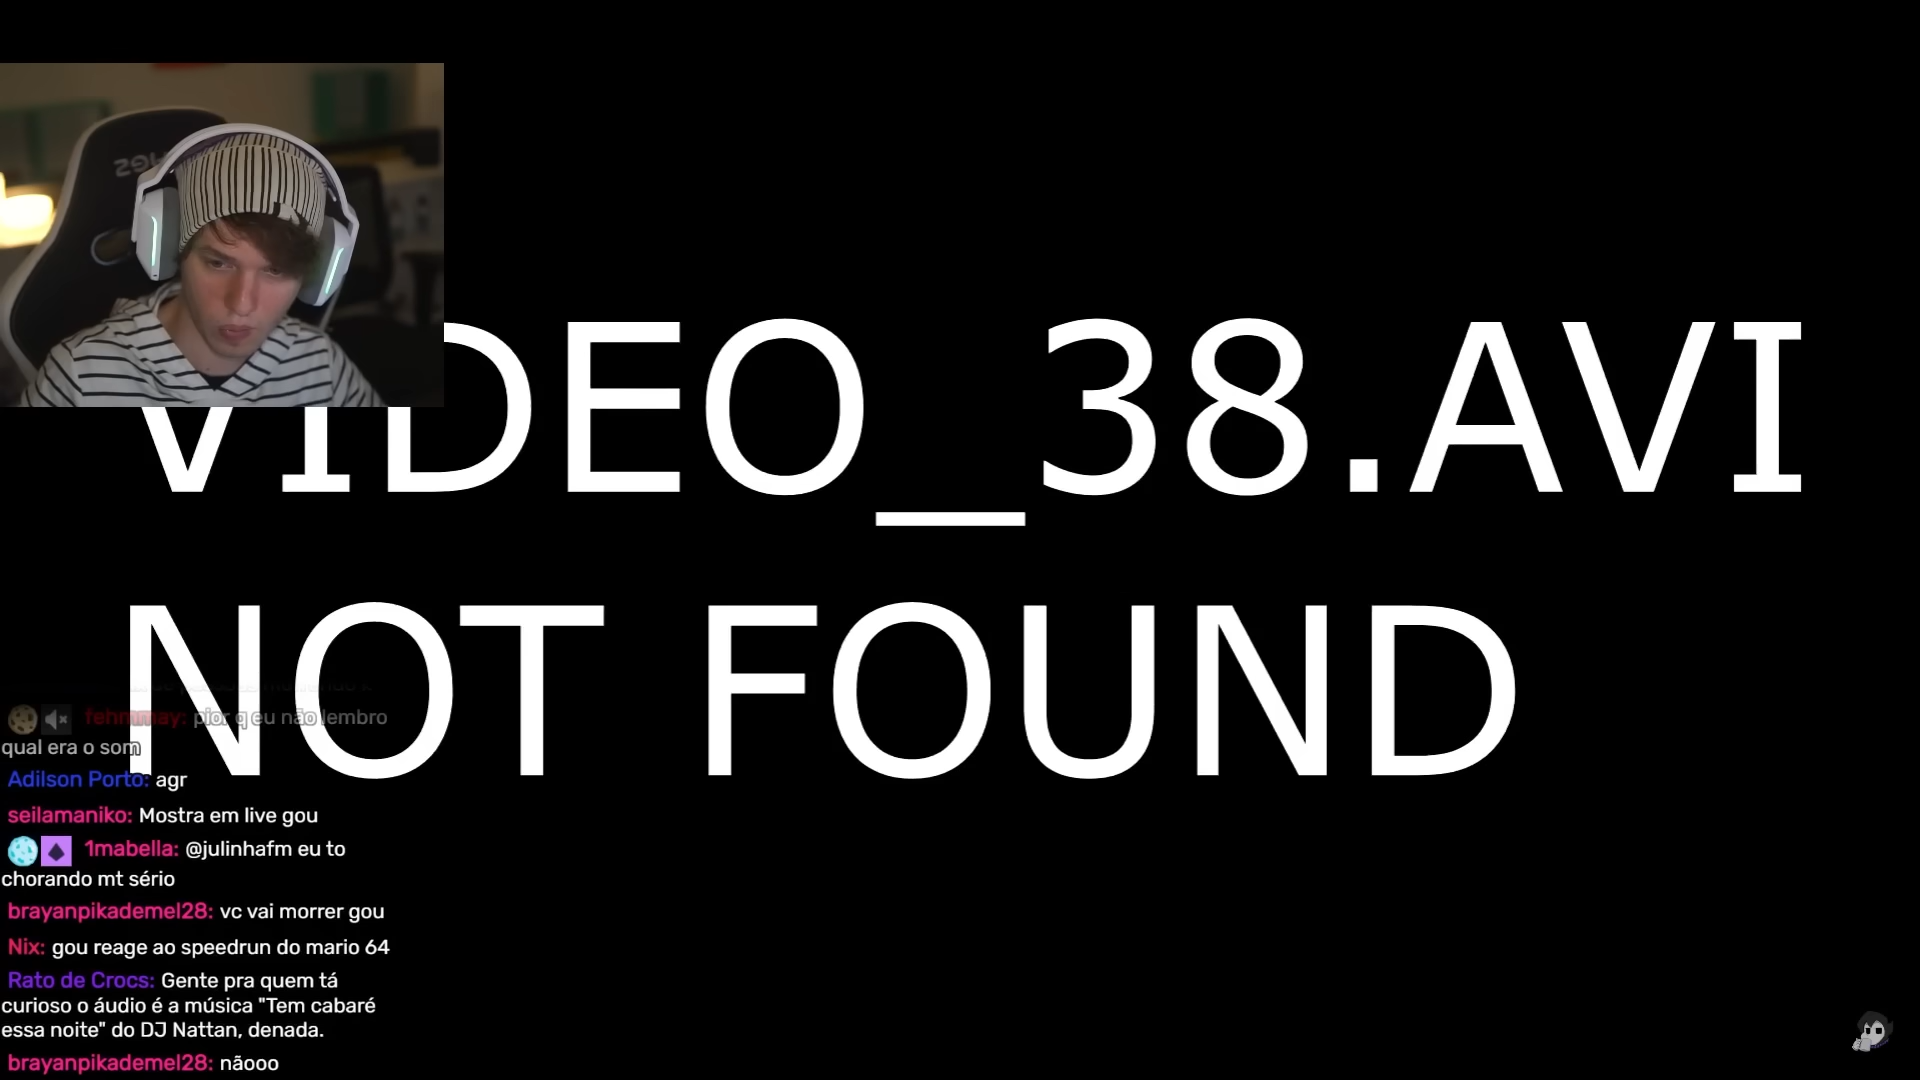 VIDEO_38.AVI
NOT FOUND
fehmmay: pior q eu não lembro
qual era o som
Adilson Porto: agr
seilamaniko: Mostra em live gou
1mabella: @julinhafm eu to
chorando mt sério
brayanpikademel28: vc vai morrer gou
Nix: gou reage ao speedrun do mario 64
Rato de Crocs: Gente pra quem tá
curioso o áudio é a música "Tem cabaré
essa noite" do DJ Nattan, denada.
brayanpikademel28: nãooo